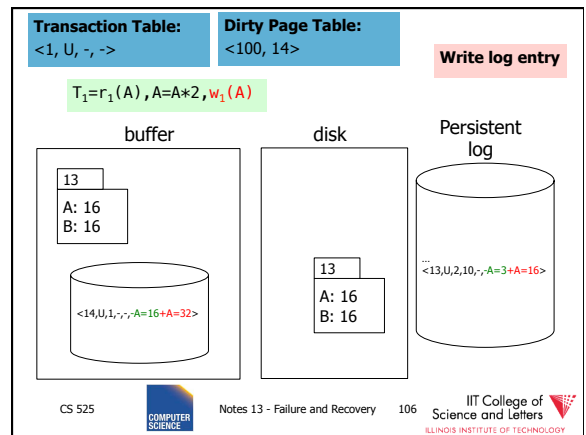 Transaction Table:
<1, U, -, ->
Dirty Page Table:
<100, 14>
Write log entry
T1=r1(A),A=A*2,w1(A)
buffer
disk
Persistent
log
13
A: 16
B: 16
<14,U,1,-,-,-A=16+A=32>
13
A: 16
B: 16
...
<13,U,2,10,-,-A=3+A=16>
CS 525
COMPUTER
SCIENCE
Notes 13 - Failure and Recovery
106
IIT College of
Science and Letters
ILLINOIS INSTITUTE OF TECHNOLOGY